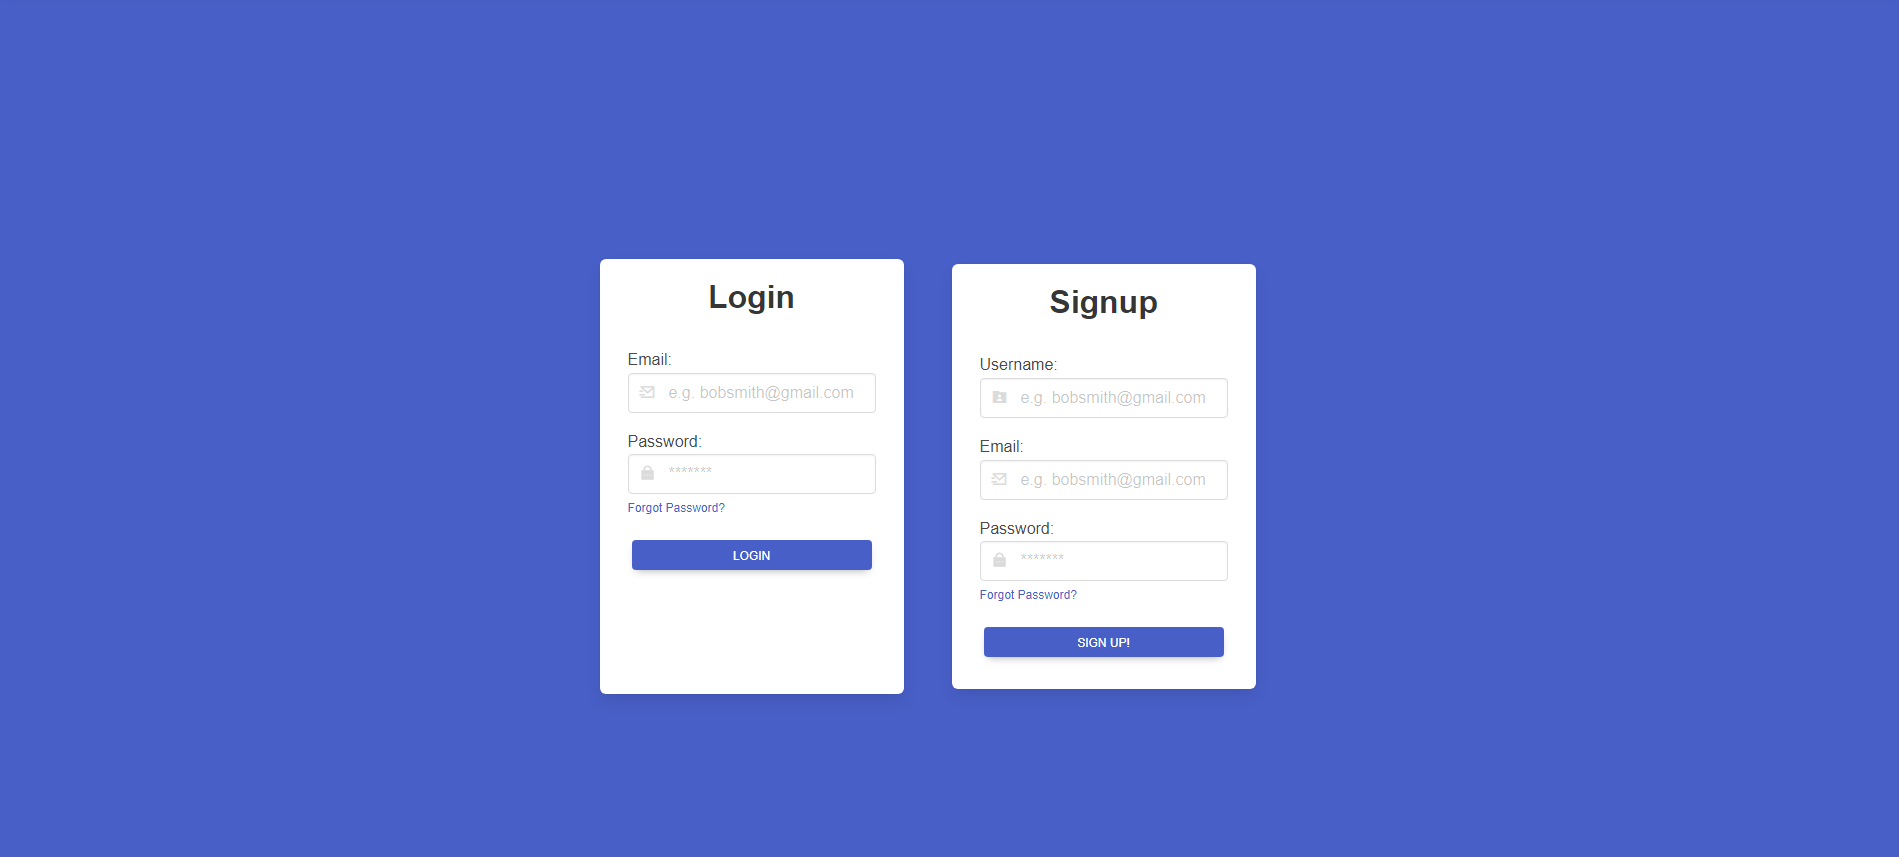 Login
Email:
e.g. bobsmith@gmail.com
Password:
*******
Forgot Password?
LOGIN
Signup
Username:
e.g. bobsmith@gmail.com
Email:
e.g. bobsmith@gmail.com
Password:
*******
Forgot Password?
SIGN UP!